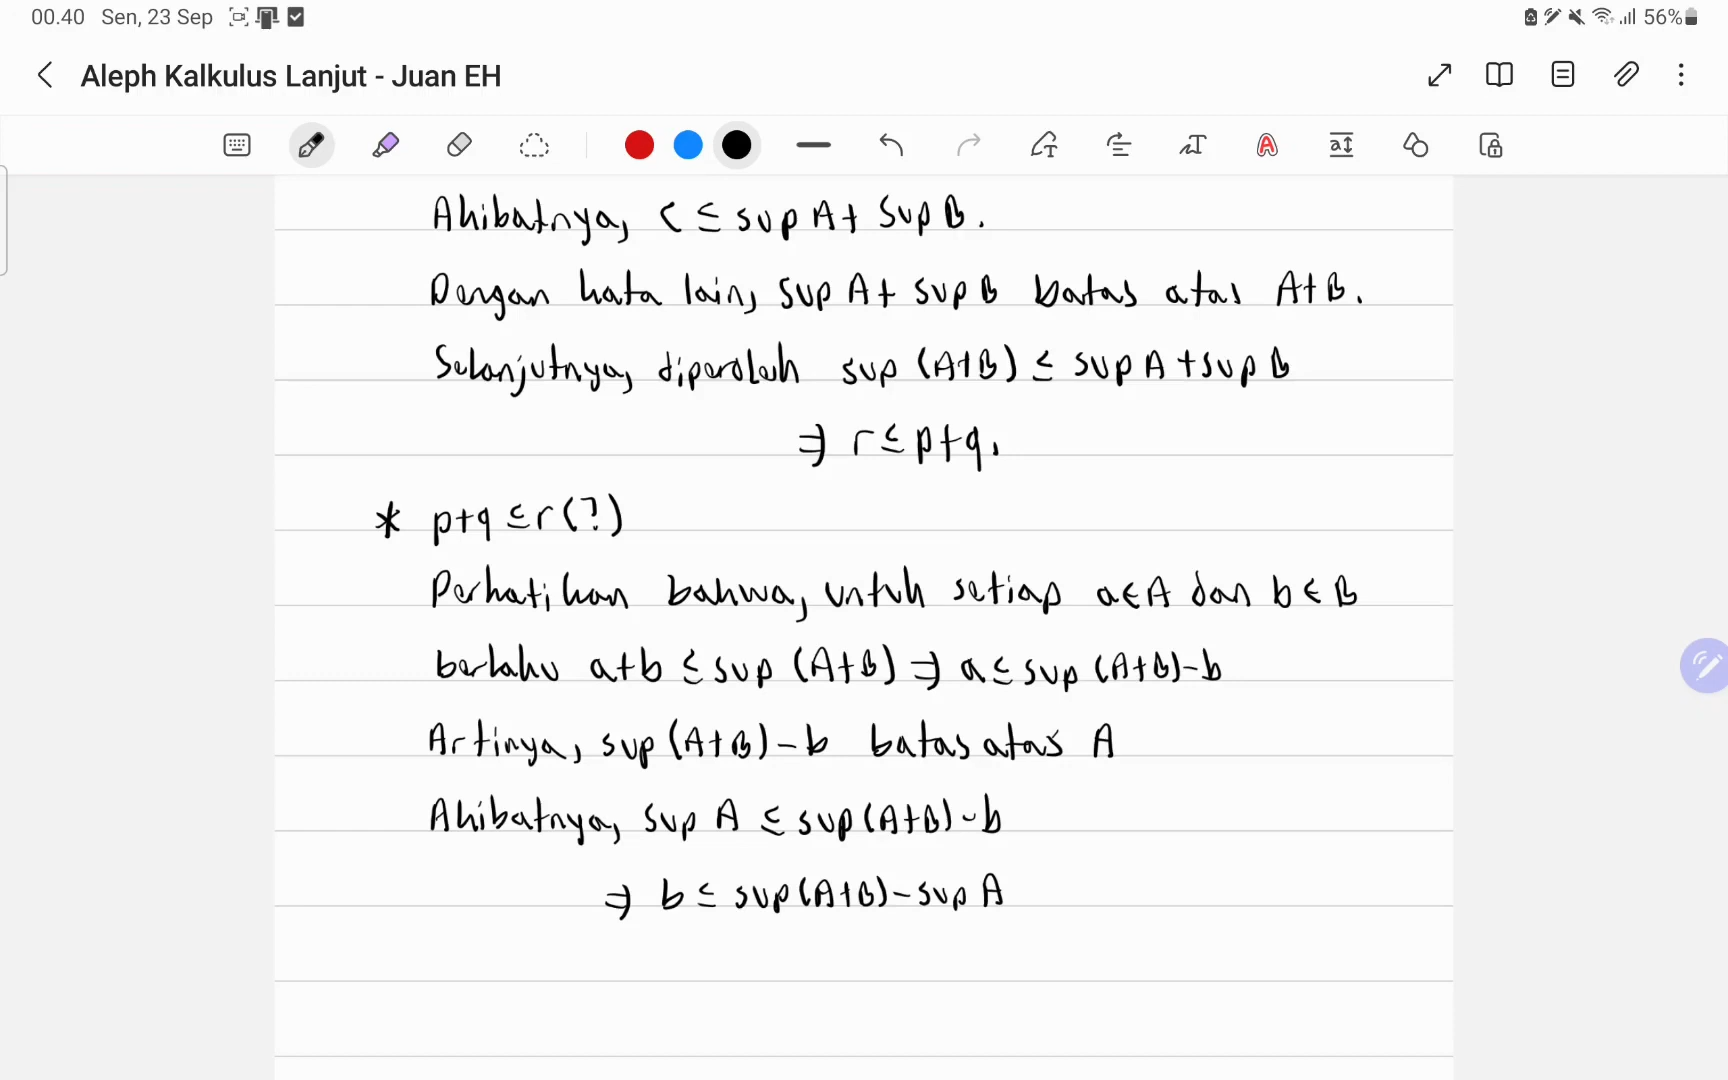 00.40 Sen, 23 Sep 56%
Aleph Kalkulus Lanjut - Juan EH
Akibatnya, c ≤ sup A + sup B.
Dengan kata lain, sup A + sup B batas atas A+B.
Selanjutnya, diperoleh sup (A+B) ≤ sup A + sup B
⇒ r ≤ p+q.
* p+q ≤ r (?)
Perhatikan bahwa, untuk setiap a ∈ A dan b ∈ B
berlaku a+b ≤ sup (A+B) ⇒ a ≤ sup (A+B) - b
Artinya, sup (A+B) - b batas atas A
Akibatnya, sup A ≤ sup (A+B) - b
⇒ b ≤ sup (A+B) - sup A